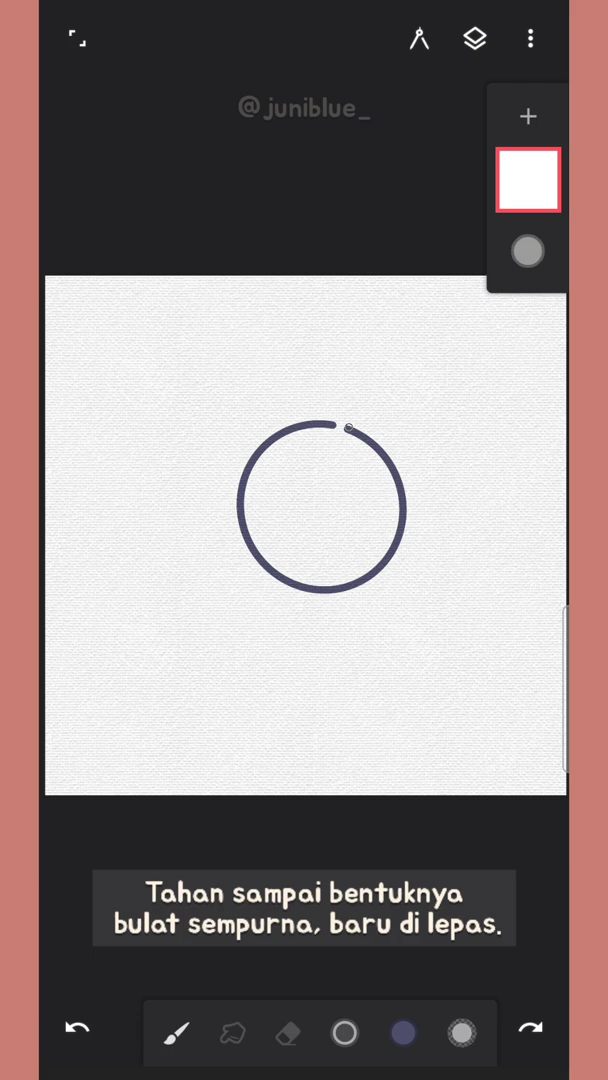 @juniblue_
Tahan sampai bentuknya
bulat sempurna, baru di lepas.